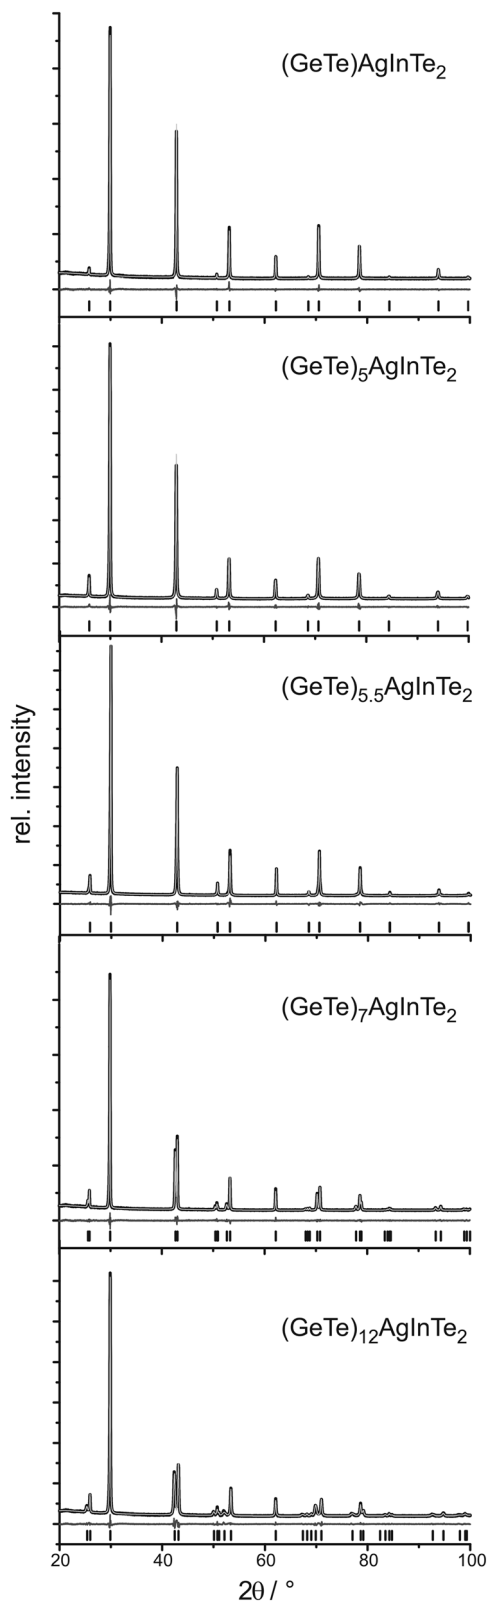 (GeTe)AgInTe2
(GeTe)5AgInTe2
(GeTe)5.5AgInTe2
rel. intensity
(GeTe)7AgInTe2
(GeTe)12AgInTe2
20 40 60 80 100
2θ / °